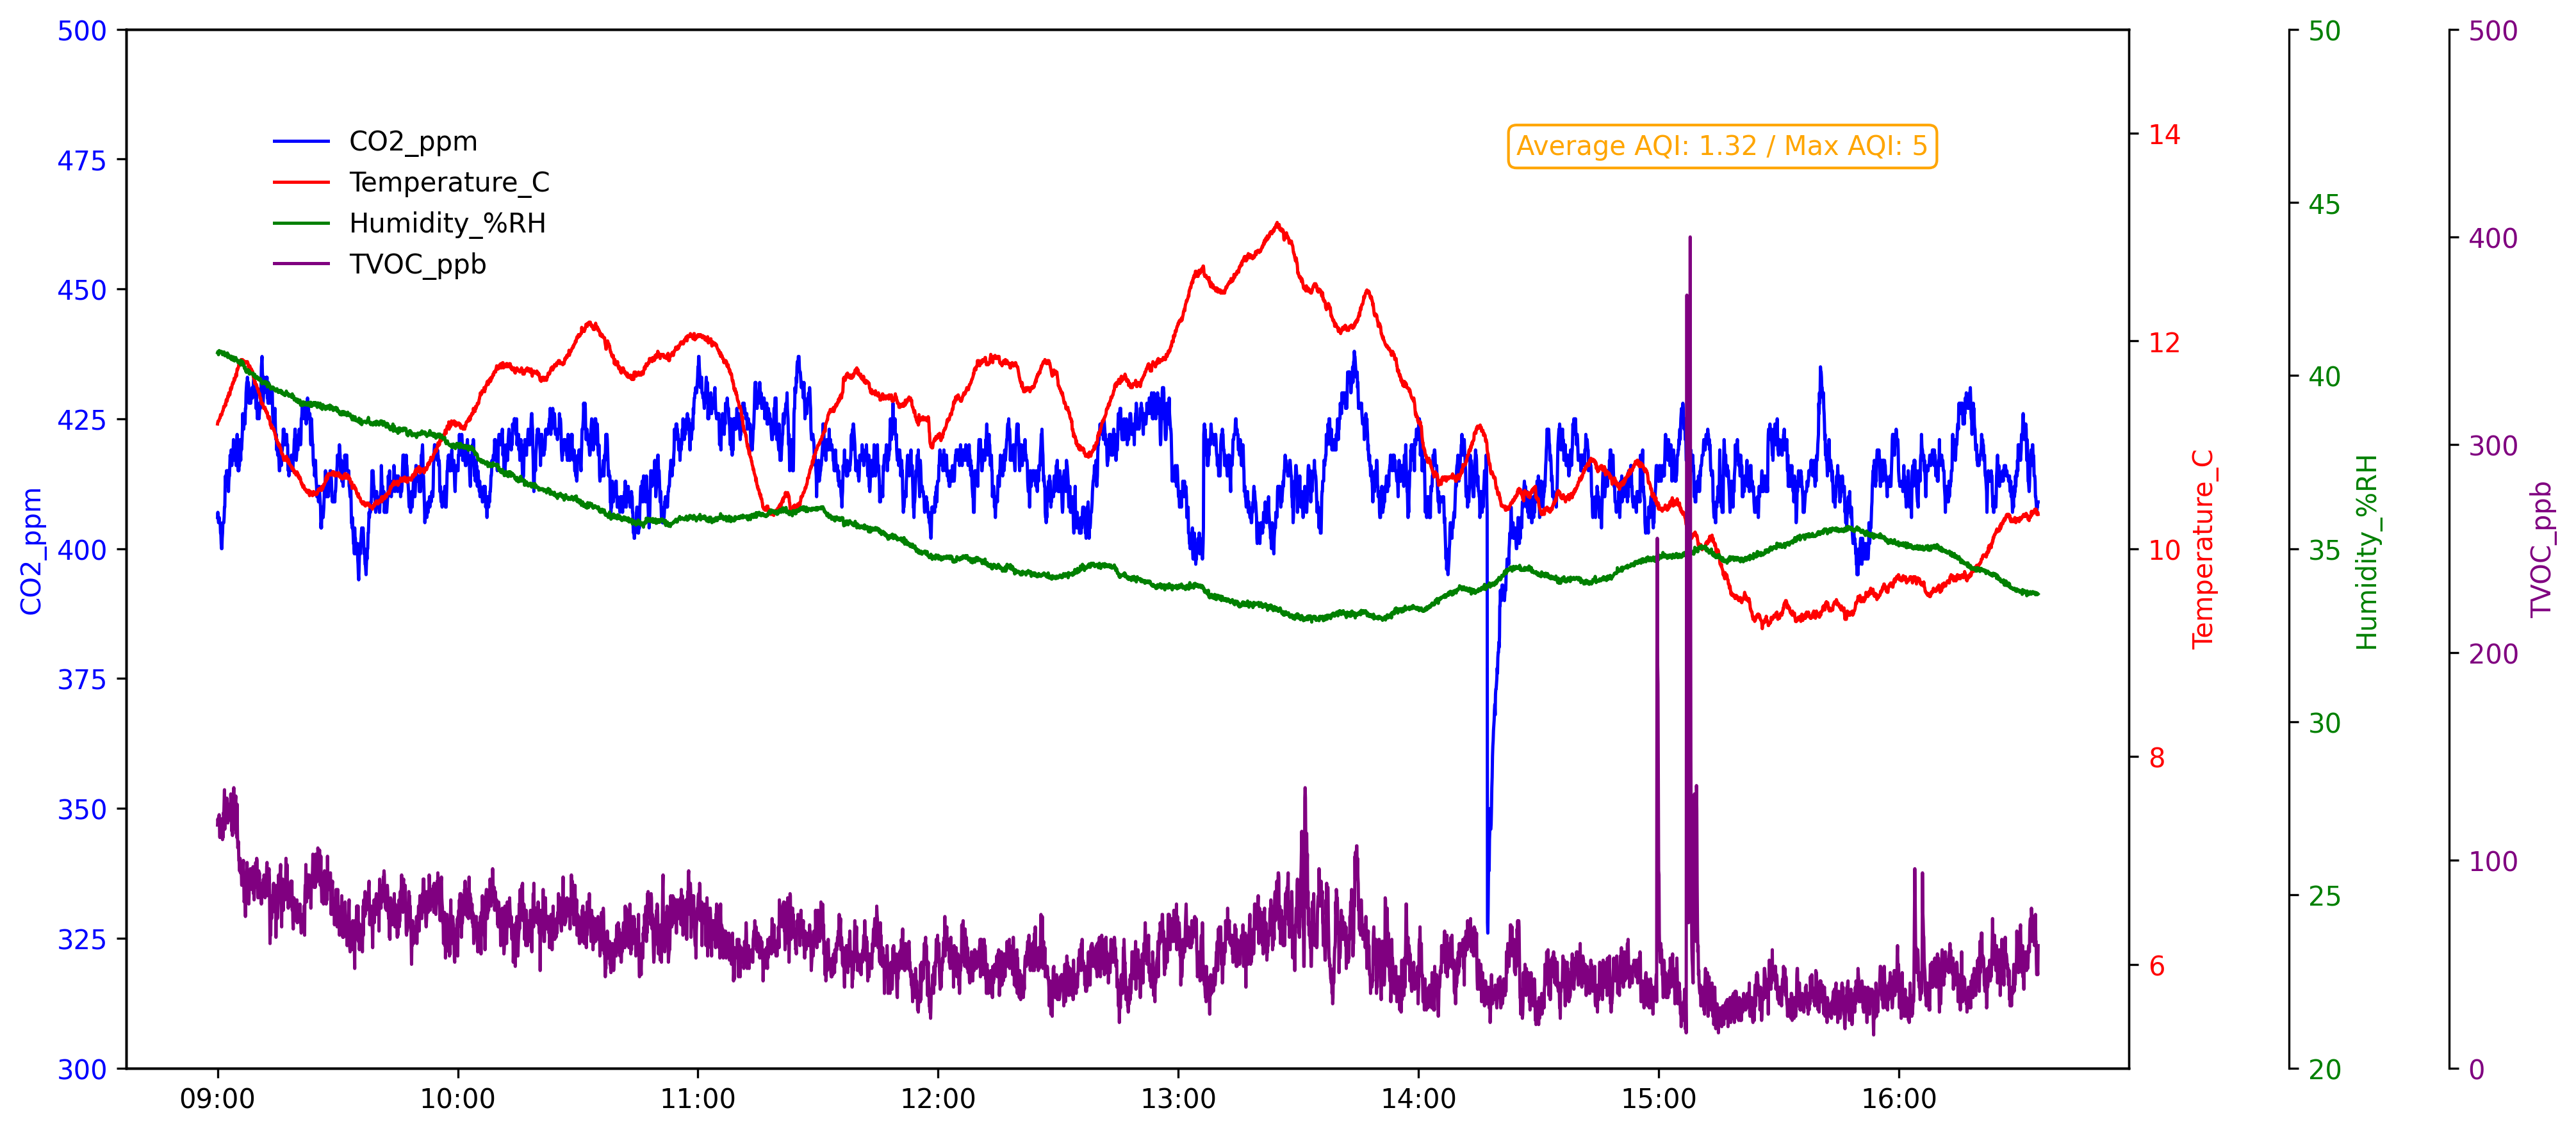 CO2_ppm
500
475
450
425
400
375
350
325
300
CO2_ppm
Temperature_C
Humidity_%RH
TVOC_ppb
Average AQI: 1.32 / Max AQI: 5
09:00 10:00 11:00 12:00 13:00 14:00 15:00 16:00
14
12
10
8
6
Temperature_C
50
45
40
35
30
25
20
Humidity_%RH
500
400
300
200
100
0
TVOC_ppb